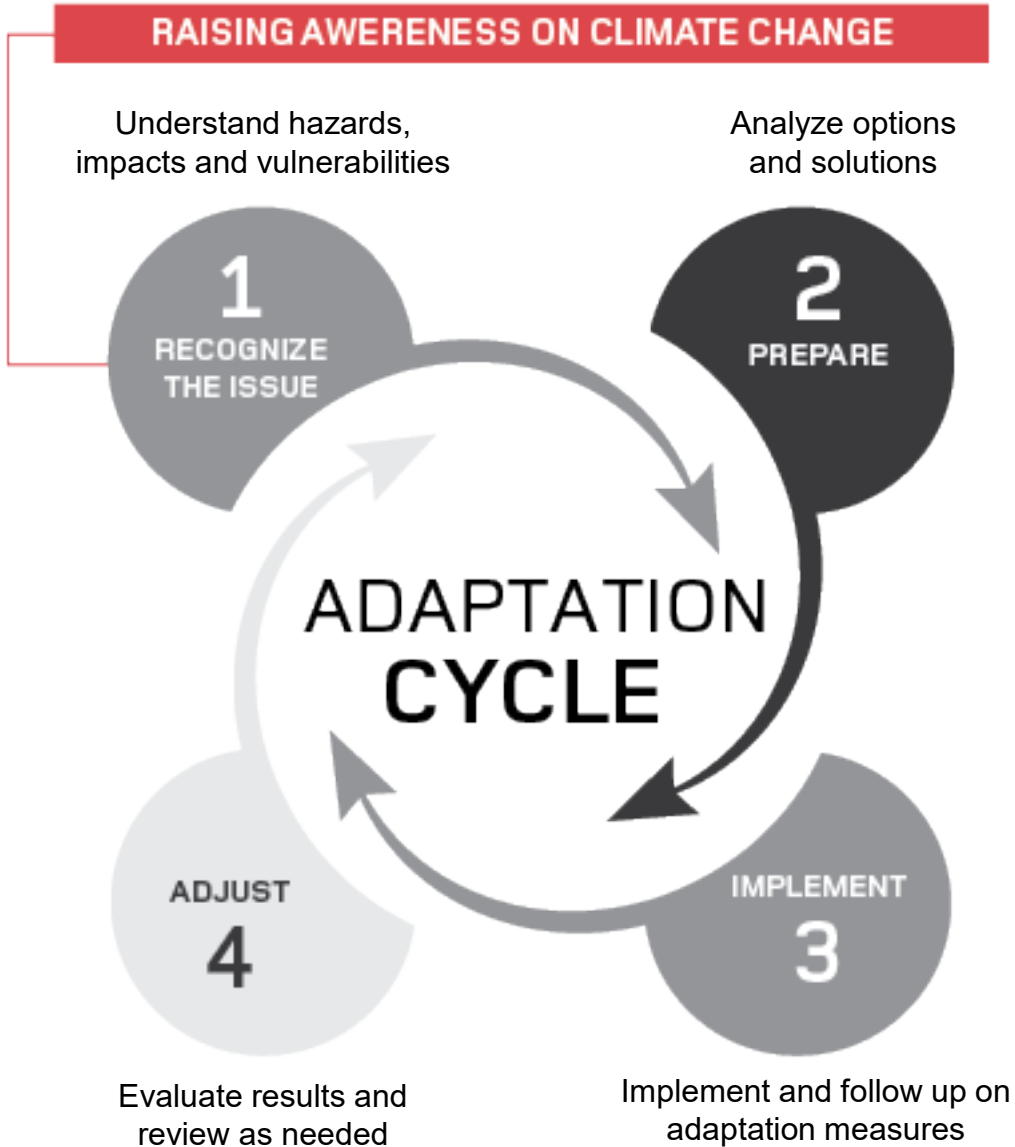 RAISING AWERENESS ON CLIMATE CHANGE
Understand hazards,
impacts and vulnerabilities
Analyze options
and solutions
1
RECOGNIZE
THE ISSUE
2
PREPARE
ADAPTATION
CYCLE
IMPLEMENT
3
ADJUST
4
Implement and follow up on
adaptation measures
Evaluate results and
review as needed